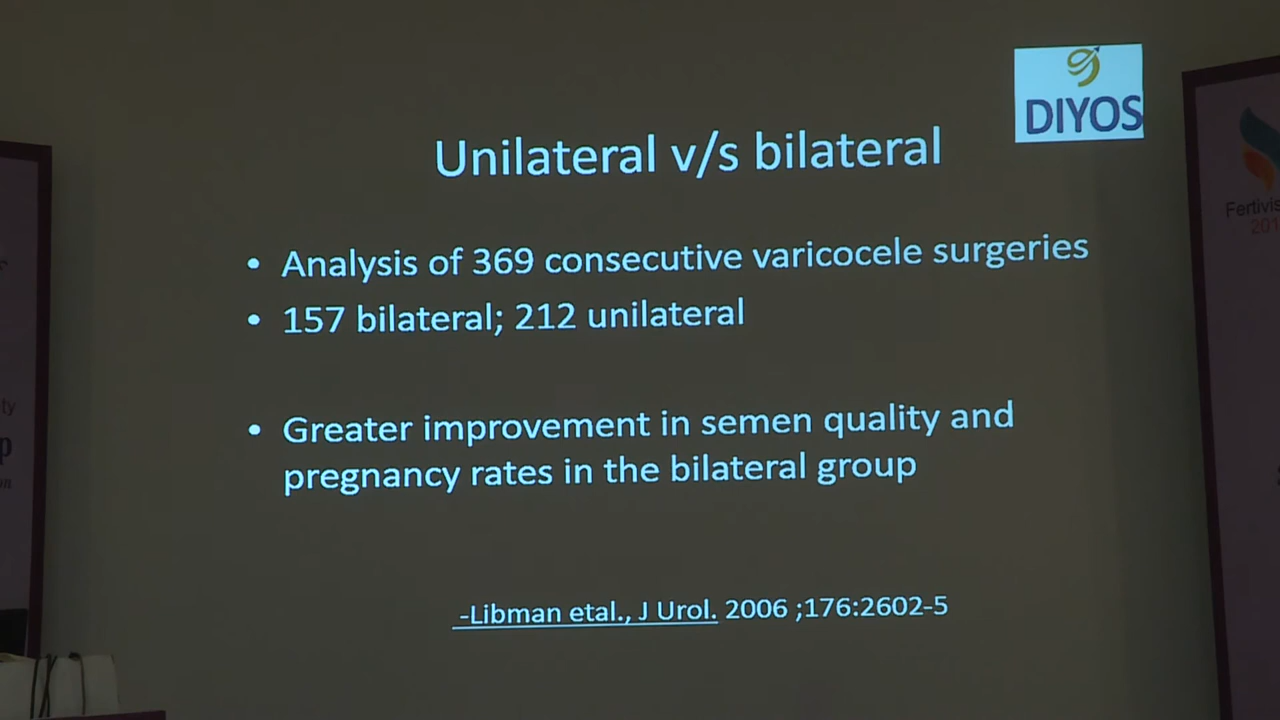 DIYOS
Unilateral v/s bilateral
• Analysis of 369 consecutive varicocele surgeries
• 157 bilateral; 212 unilateral
• Greater improvement in semen quality and
pregnancy rates in the bilateral group
-Libman etal., J Urol. 2006 ;176:2602-5